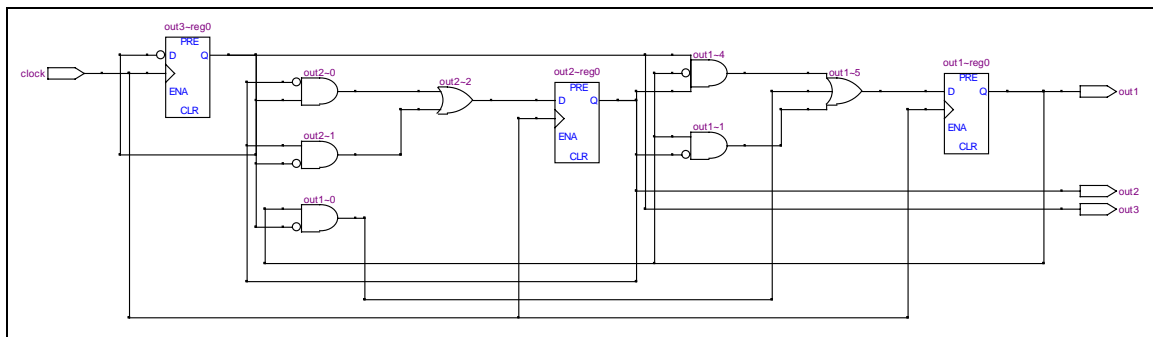 out3~reg0
PRE
D Q
ENA
CLR
clock
out2~0
out2~1
out1~0
out2~2
out2~reg0
PRE
D Q
ENA
CLR
out1~4
out1~1
out1~5
out1~reg0
PRE
D Q
ENA
CLR
out1
out2
out3